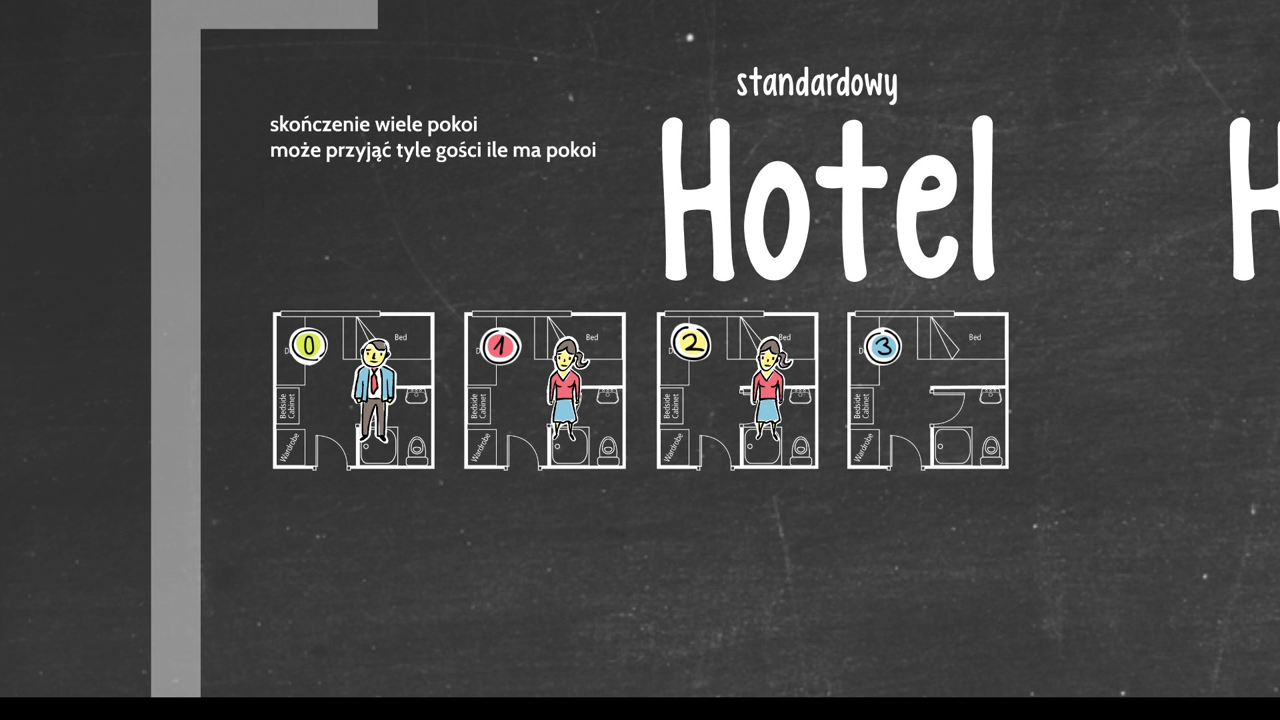 standardowy
skończenie wiele pokoi
może przyjąć tyle gości ile ma pokoi
Hotel
H
0
Bed
Bedside Cabinet
Wardrobe
1
Bedside Cabinet
Wardrobe
2
Bed
Bedside Cabinet
Wardrobe
3
Bed
Bedside Cabinet
Wardrobe